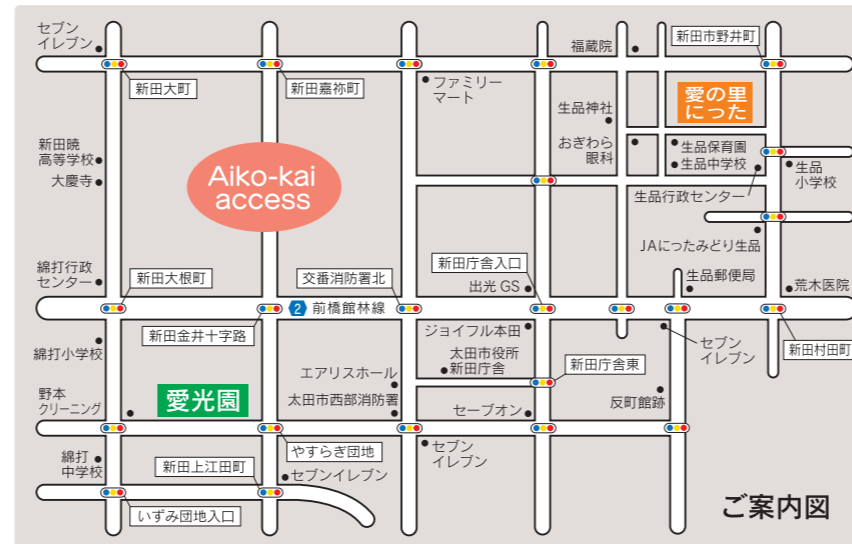 セブン
イレブン
福蔵院
新田市野井町
新田大町
新田嘉祢町
ファミリー
マート
愛の里
にった
生品神社
おぎわら
眼科
新田暁
高等学校
大慶寺
Aiko-kai
access
生品保育園
生品中学校
生品
小学校
生品行政センター
JAにったみどり生品
綿打行政
センター
新田大根町
交番消防署北
新田庁舎入口
出光 GS
生品郵便局
荒木医院
2 前橋館林線
新田金井十字路
綿打小学校
ジョイフル本田
太田市役所
新田庁舎
新田庁舎東
セブン
イレブン
新田村田町
エアリスホール
太田市西部消防署
野本
クリーニング
愛光園
セーブオン
反町館跡
やすらぎ団地
セブン
イレブン
綿打
中学校
新田上江田町
セブンイレブン
いずみ団地入口
ご案内図